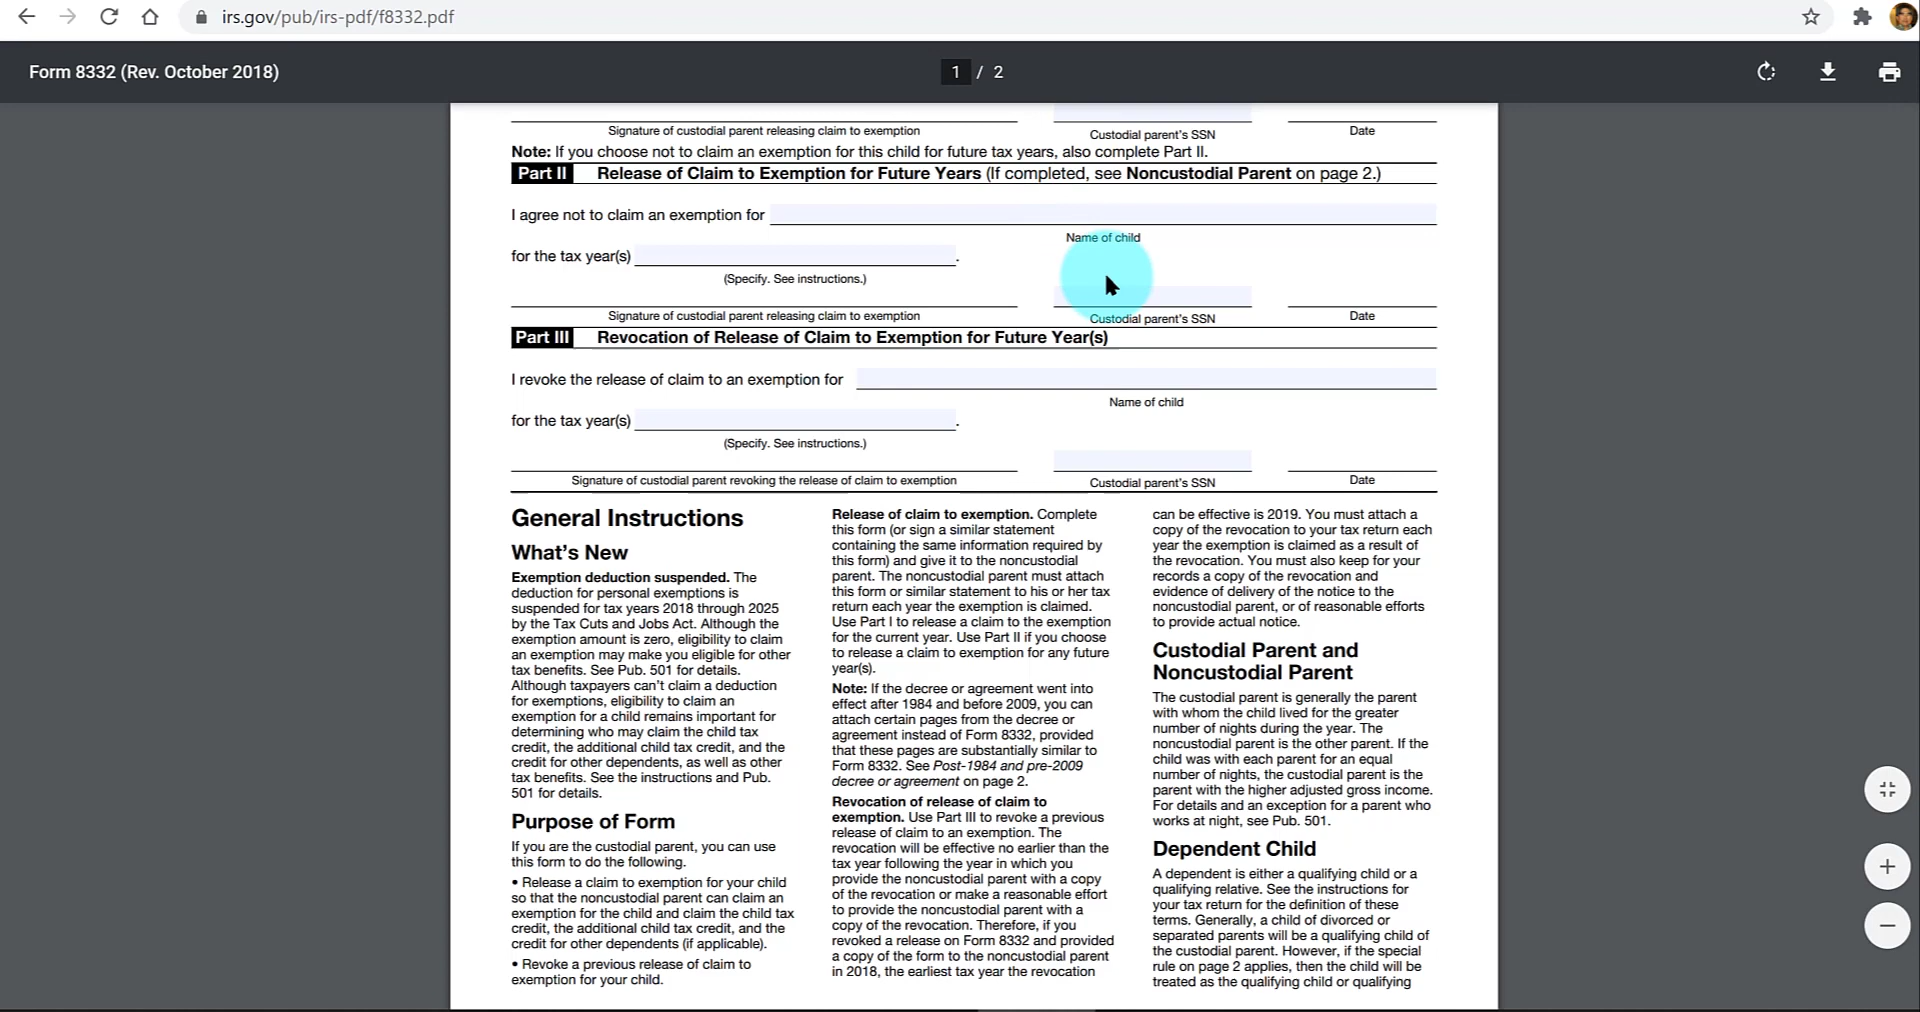 irs.gov/pub/irs-pdf/f8332.pdf
Form 8332 (Rev. October 2018)
1 / 2
Signature of custodial parent releasing claim to exemption
Custodial parent's SSN
Date
Note: If you choose not to claim an exemption for this child for future tax years, also complete Part II.
Part II Release of Claim to Exemption for Future Years (If completed, see Noncustodial Parent on page 2.)
I agree not to claim an exemption for
Name of child
for the tax year(s) .
(Specify. See instructions.)
Signature of custodial parent releasing claim to exemption
Custodial parent's SSN
Date
Part III Revocation of Release of Claim to Exemption for Future Year(s)
I revoke the release of claim to an exemption for
Name of child
for the tax year(s) .
(Specify. See instructions.)
Signature of custodial parent revoking the release of claim to exemption
Custodial parent's SSN
Date
General Instructions
What's New
Exemption deduction suspended. The
deduction for personal exemptions is
suspended for tax years 2018 through 2025
by the Tax Cuts and Jobs Act. Although the
exemption amount is zero, eligibility to claim
an exemption may make you eligible for other
tax benefits. See Pub. 501 for details.
Although taxpayers can't claim a deduction
for exemptions, eligibility to claim an
exemption for a child remains important for
determining who may claim the child tax
credit, the additional child tax credit, and the
credit for other dependents, as well as other
tax benefits. See the instructions and Pub.
501 for details.
Purpose of Form
If you are the custodial parent, you can use
this form to do the following.
• Release a claim to exemption for your child
so that the noncustodial parent can claim an
exemption for the child and claim the child tax
credit, the additional child tax credit, and the
credit for other dependents (if applicable).
• Revoke a previous release of claim to
exemption for your child.
Release of claim to exemption. Complete
this form (or sign a similar statement
containing the same information required by
this form) and give it to the noncustodial
parent. The noncustodial parent must attach
this form or similar statement to his or her tax
return each year the exemption is claimed.
Use Part I to release a claim to the exemption
for the current year. Use Part II if you choose
to release a claim to exemption for any future
year(s).
Note: If the decree or agreement went into
effect after 1984 and before 2009, you can
attach certain pages from the decree or
agreement instead of Form 8332, provided
that these pages are substantially similar to
Form 8332. See Post-1984 and pre-2009
decree or agreement on page 2.
Revocation of release of claim to
exemption. Use Part III to revoke a previous
release of claim to an exemption. The
revocation will be effective no earlier than the
tax year following the year in which you
provide the noncustodial parent with a copy
of the revocation or make a reasonable effort
to provide the noncustodial parent with a
copy of the revocation. Therefore, if you
revoked a release on Form 8332 and provided
a copy of the form to the noncustodial parent
in 2018, the earliest tax year the revocation
can be effective is 2019. You must attach a
copy of the revocation to your tax return each
year the exemption is claimed as a result of
the revocation. You must also keep for your
records a copy of the revocation and
evidence of delivery of the notice to the
noncustodial parent, or of reasonable efforts
to provide actual notice.
Custodial Parent and
Noncustodial Parent
The custodial parent is generally the parent
with whom the child lived for the greater
number of nights during the year. The
noncustodial parent is the other parent. If the
child was with each parent for an equal
number of nights, the custodial parent is the
parent with the higher adjusted gross income.
For details and an exception for a parent who
works at night, see Pub. 501.
Dependent Child
A dependent is either a qualifying child or a
qualifying relative. See the instructions for
your tax return for the definition of these
terms. Generally, a child of divorced or
separated parents will be a qualifying child of
the custodial parent. However, if the special
rule on page 2 applies, then the child will be
treated as the qualifying child or qualifying